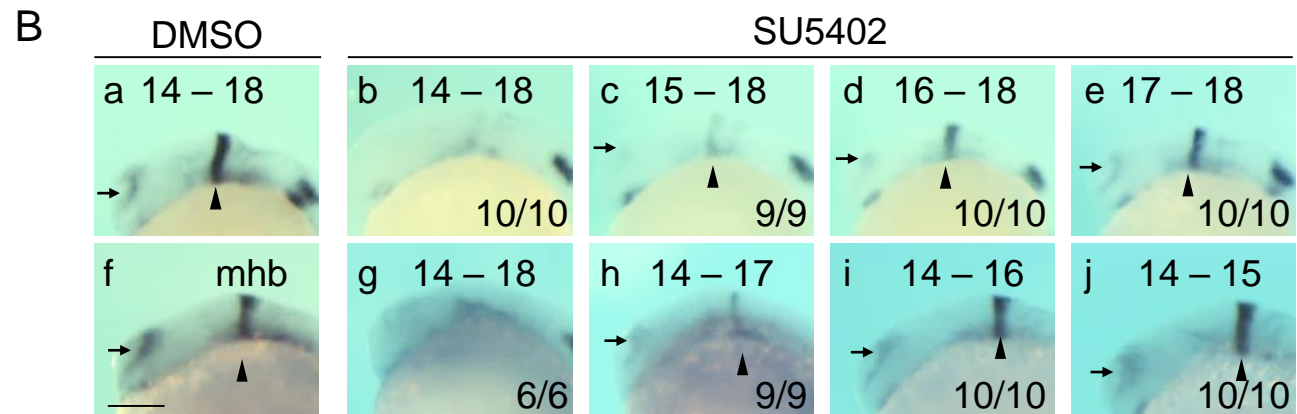 B
DMSO SU5402
a 14 – 18 b 14 – 18 c 15 – 18 d 16 – 18 e 17 – 18
10/10 9/9 10/10 10/10
f mhb g 14 – 18 h 14 – 17 i 14 – 16 j 14 – 15
6/6 9/9 10/10 10/10